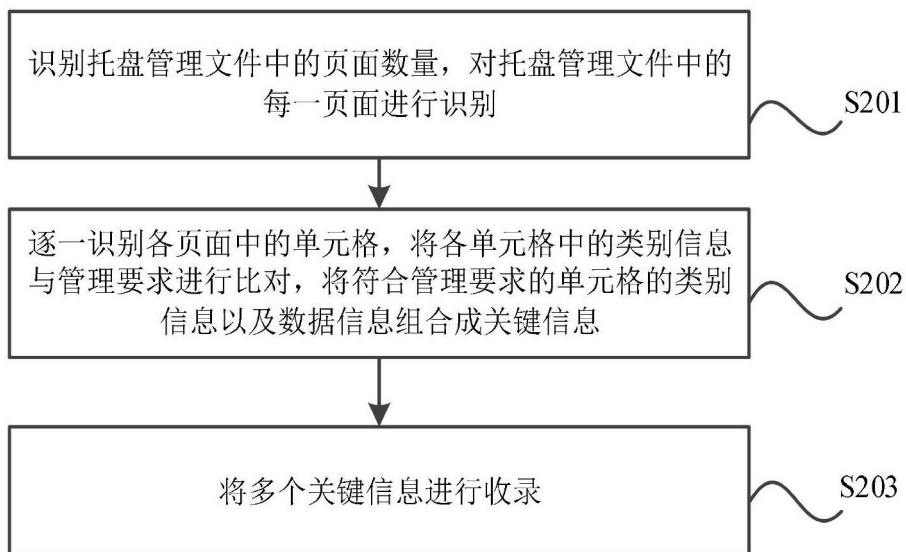 识别托盘管理文件中的页面数量，对托盘管理文件中的
每一页面进行识别
S201
逐一识别各页面中的单元格，将各单元格中的类别信息
与管理要求进行比对，将符合管理要求的单元格的类别
信息以及数据信息组合成关键信息
S202
将多个关键信息进行收录
S203